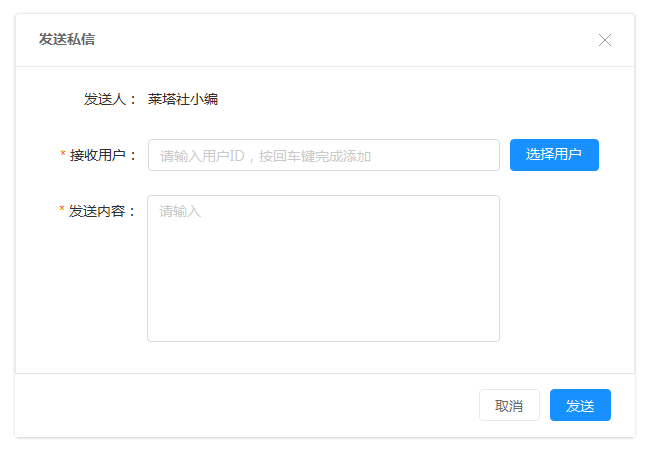 发送私信
发送人： 莱塔社小编
* 接收用户： 请输入用户ID，按回车键完成添加 选择用户
* 发送内容： 请输入
取消 发送